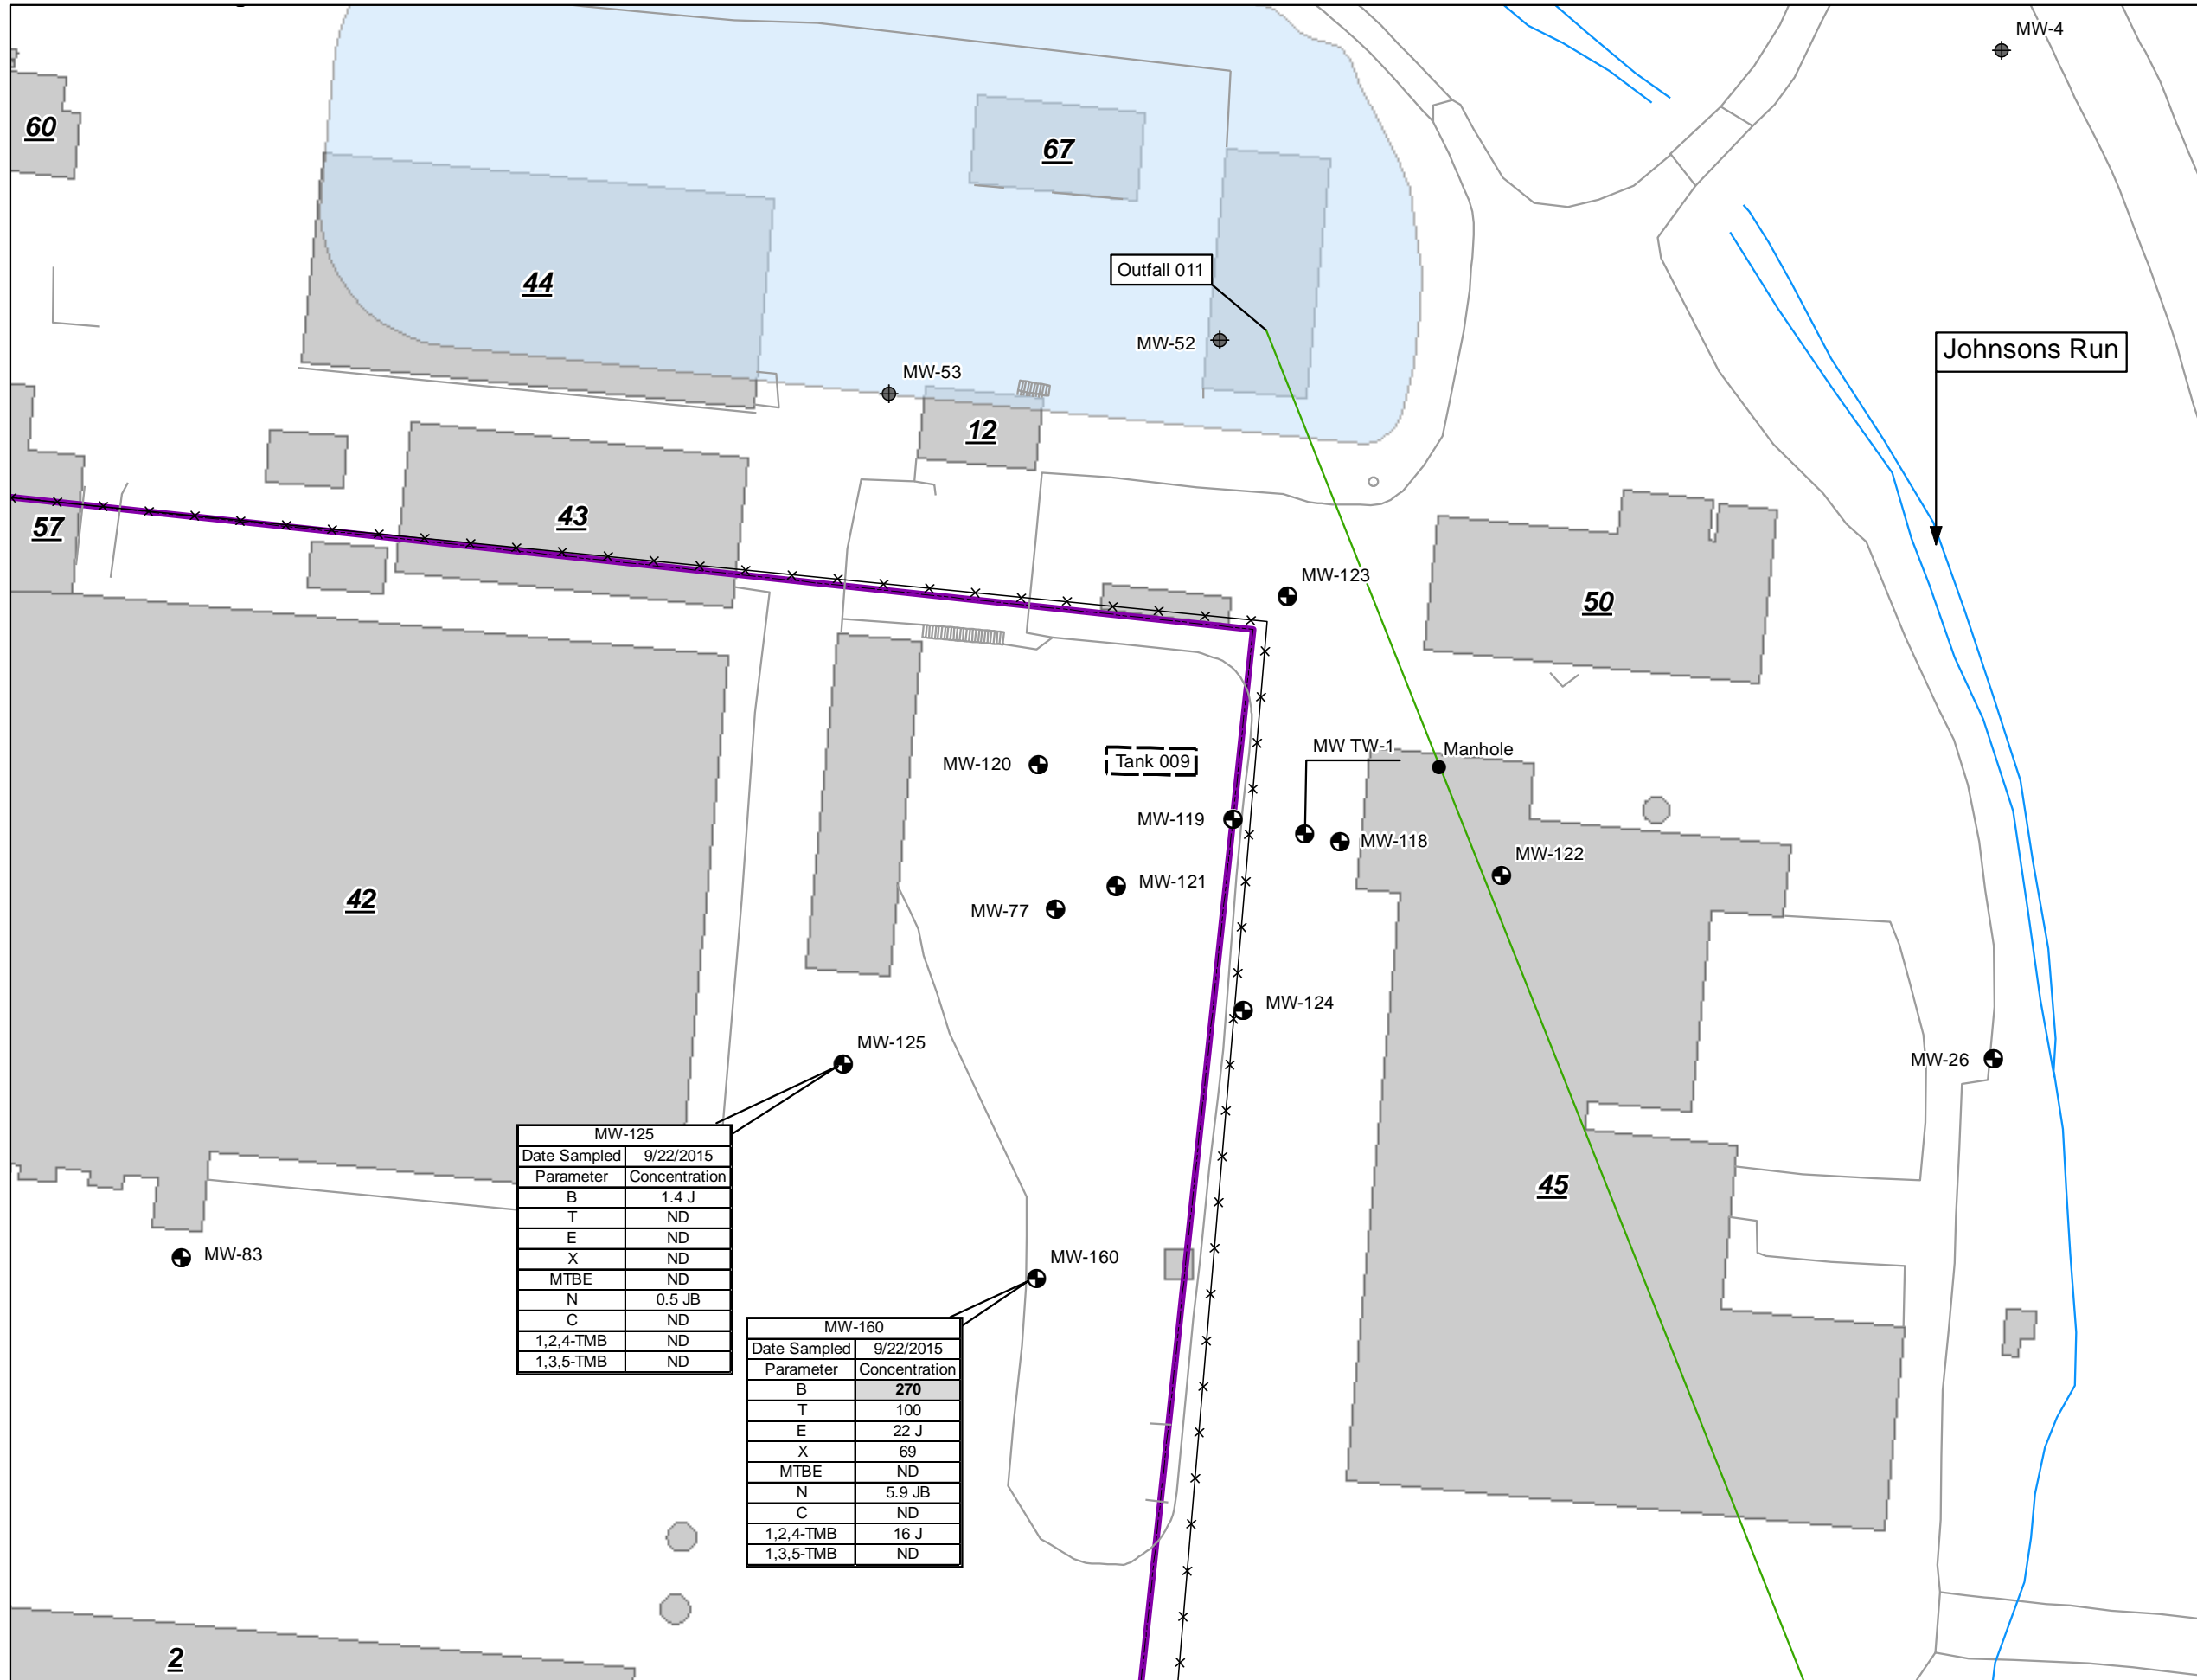 MW-4
60
67
Outfall 011
44
MW-52
Johnsons Run
MW-53
12
43
57
MW-123
50
MW TW-1
Manhole
MW-120
Tank 009
MW-119
MW-118
MW-122
MW-121
42
MW-77
MW-124
MW-125
MW-26
MW-125
Date Sampled 9/22/2015
Parameter Concentration
B 1.4 J
T ND
E ND
X ND
MTBE ND
N 0.5 JB
C ND
1,2,4-TMB ND
1,3,5-TMB ND
45
MW-83
MW-160
MW-160
Date Sampled 9/22/2015
Parameter Concentration
B 270
T 100
E 22 J
X 69
MTBE ND
N 5.9 JB
C ND
1,2,4-TMB 16 J
1,3,5-TMB ND
2